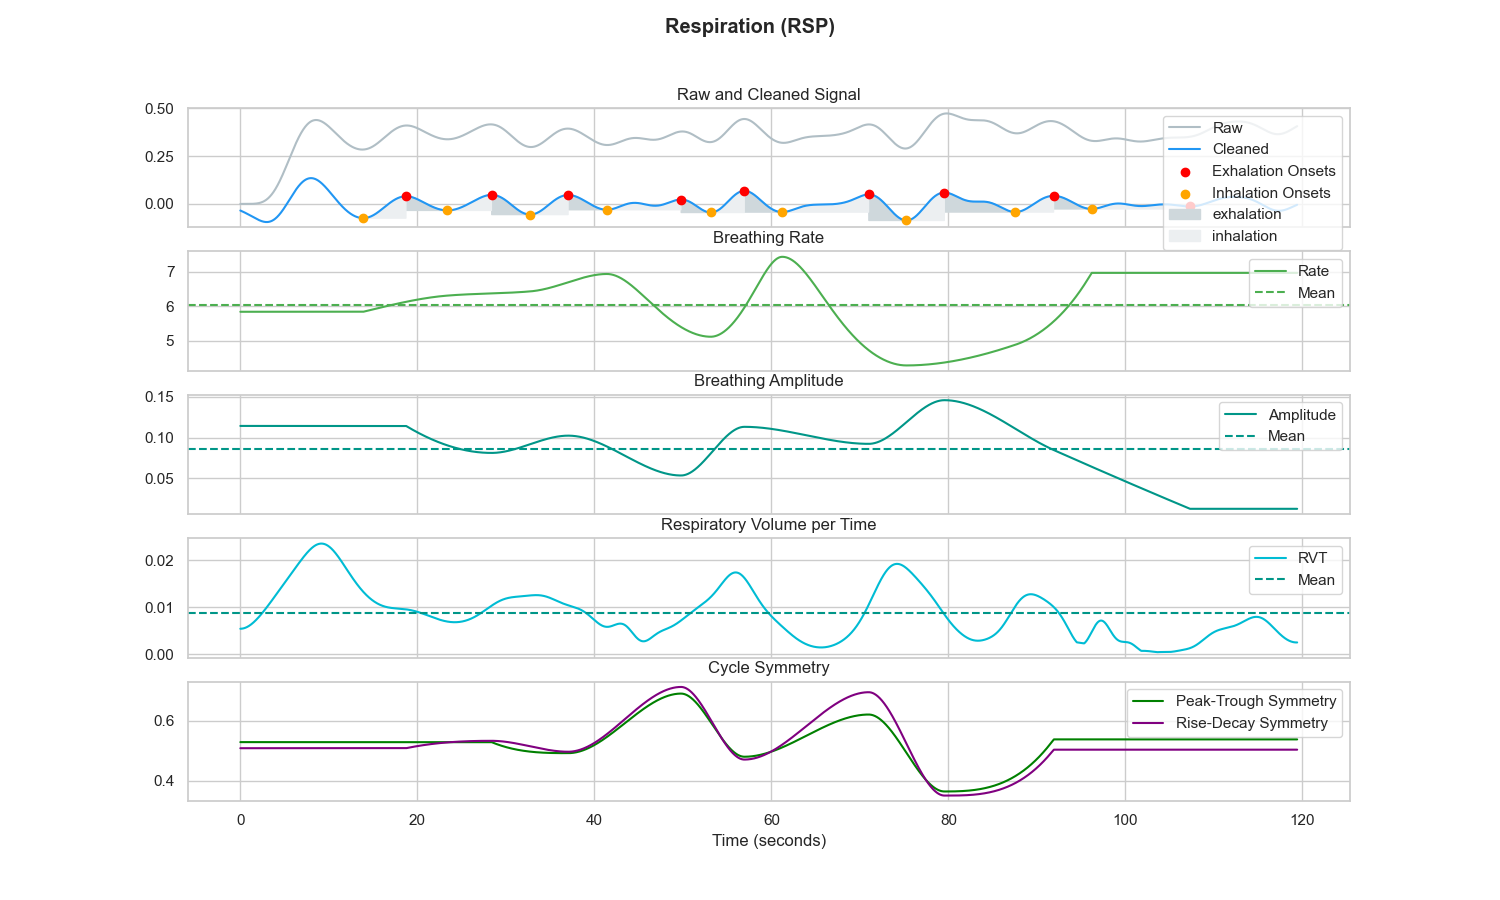 Respiration (RSP)
Raw and Cleaned Signal
0.50
0.25
0.00
Raw
Cleaned
Exhalation Onsets
Inhalation Onsets
exhalation
inhalation
Breathing Rate
7
6
5
Rate
Mean
Breathing Amplitude
0.15
0.10
0.05
Amplitude
Mean
Respiratory Volume per Time
0.02
0.01
0.00
RVT
Mean
Cycle Symmetry
0.6
0.4
Peak-Trough Symmetry
Rise-Decay Symmetry
0 20 40 60 80 100 120
Time (seconds)